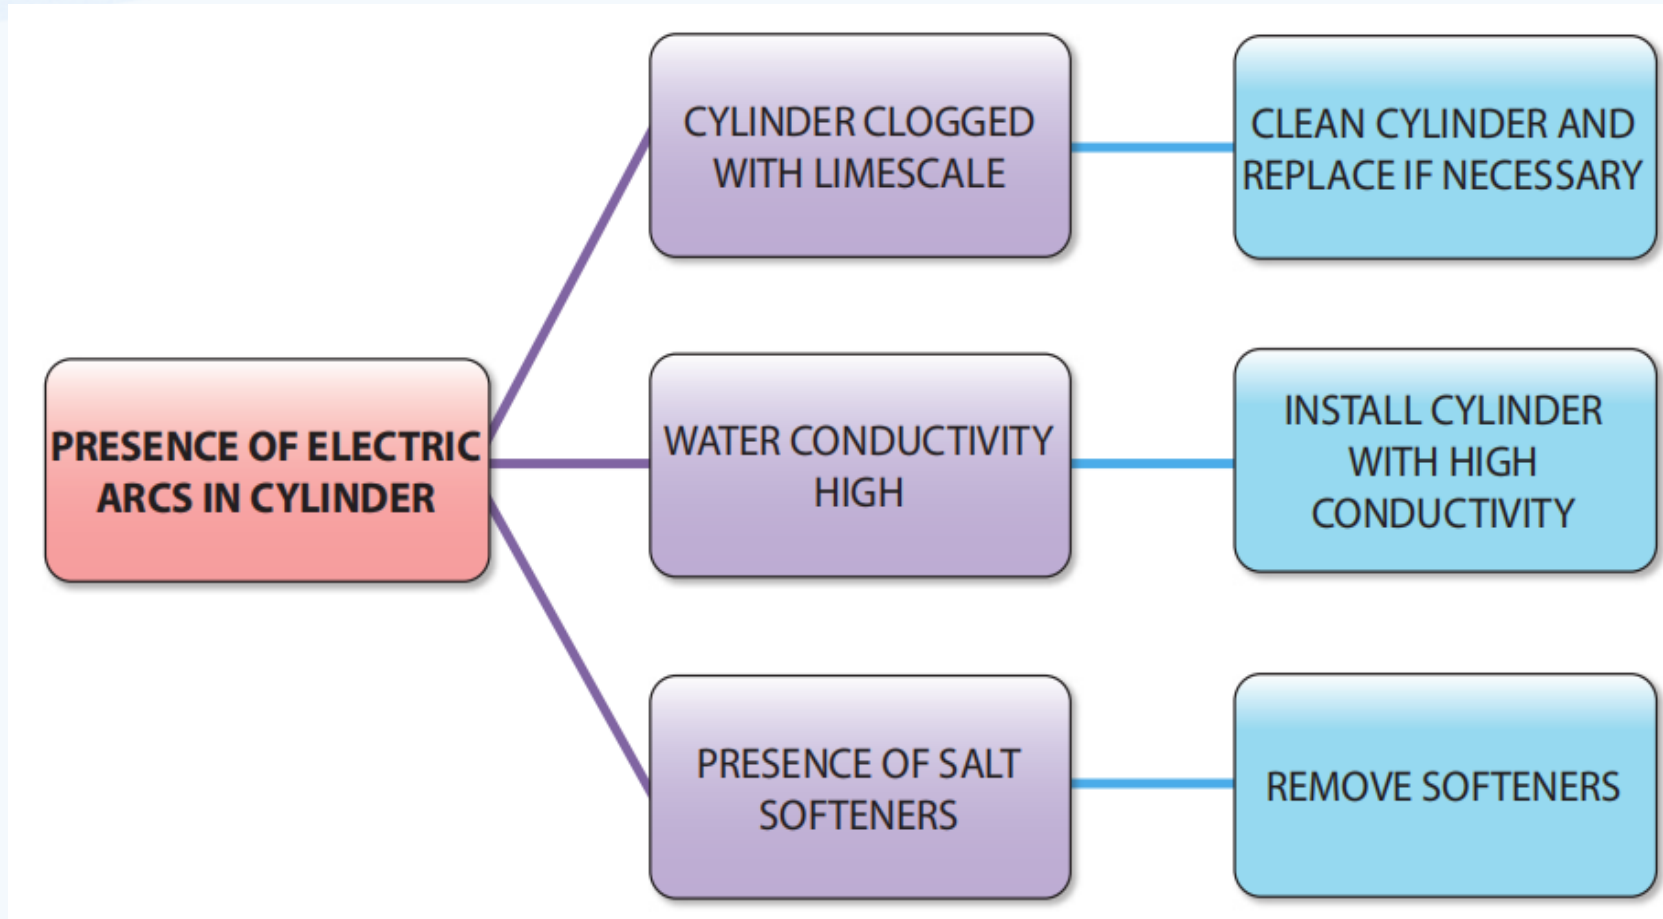 PRESENCE OF ELECTRIC
ARCS IN CYLINDER
CYLINDER CLOGGED
WITH LIMESCALE
CLEAN CYLINDER AND
REPLACE IF NECESSARY
WATER CONDUCTIVITY
HIGH
INSTALL CYLINDER
WITH HIGH
CONDUCTIVITY
PRESENCE OF SALT
SOFTENERS
REMOVE SOFTENERS